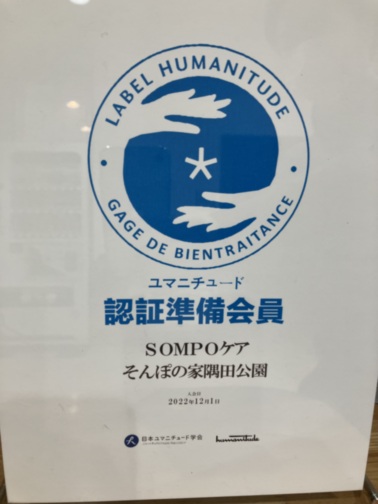 LABEL HUMANITUDE
GAGE DE BIENTRAITANCE
ユマニチュード
認証準備会員
SOMPOケア
そんぽの家隅田公園
2022年12月1日
日本ユマニチュード学会
humanitude